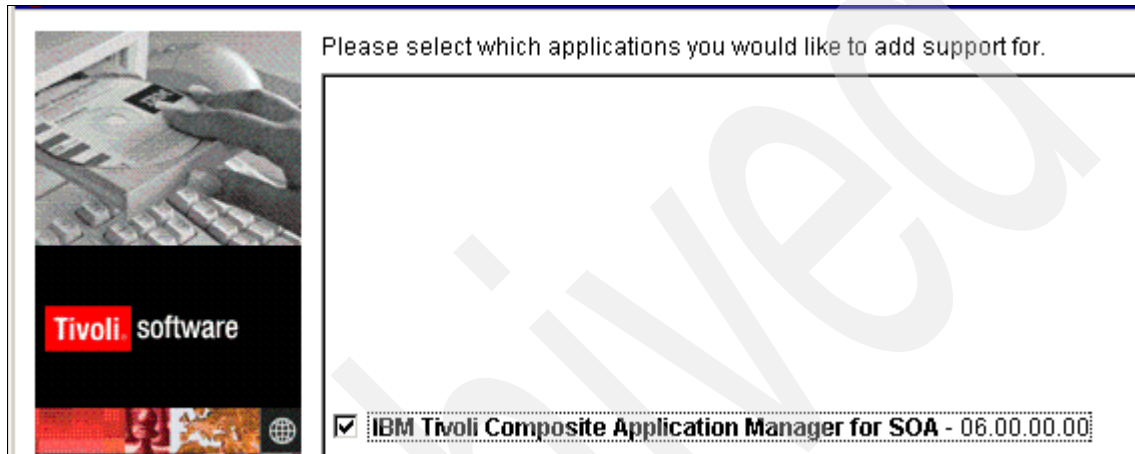 Please select which applications you would like to add support for.
Tivoli. software
IBM Tivoli Composite Application Manager for SOA - 06.00.00.00